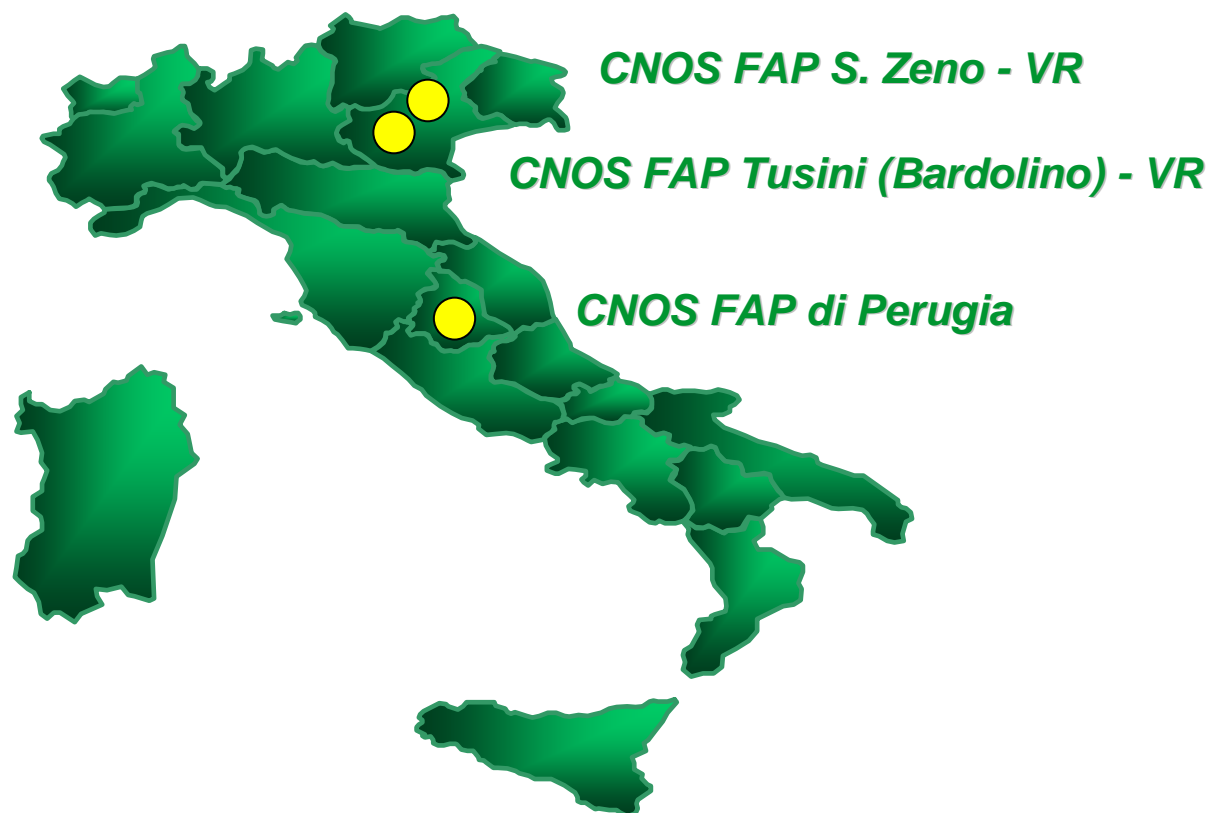 CNOS FAP S. Zeno - VR
CNOS FAP Tusini (Bardolino) - VR
CNOS FAP di Perugia